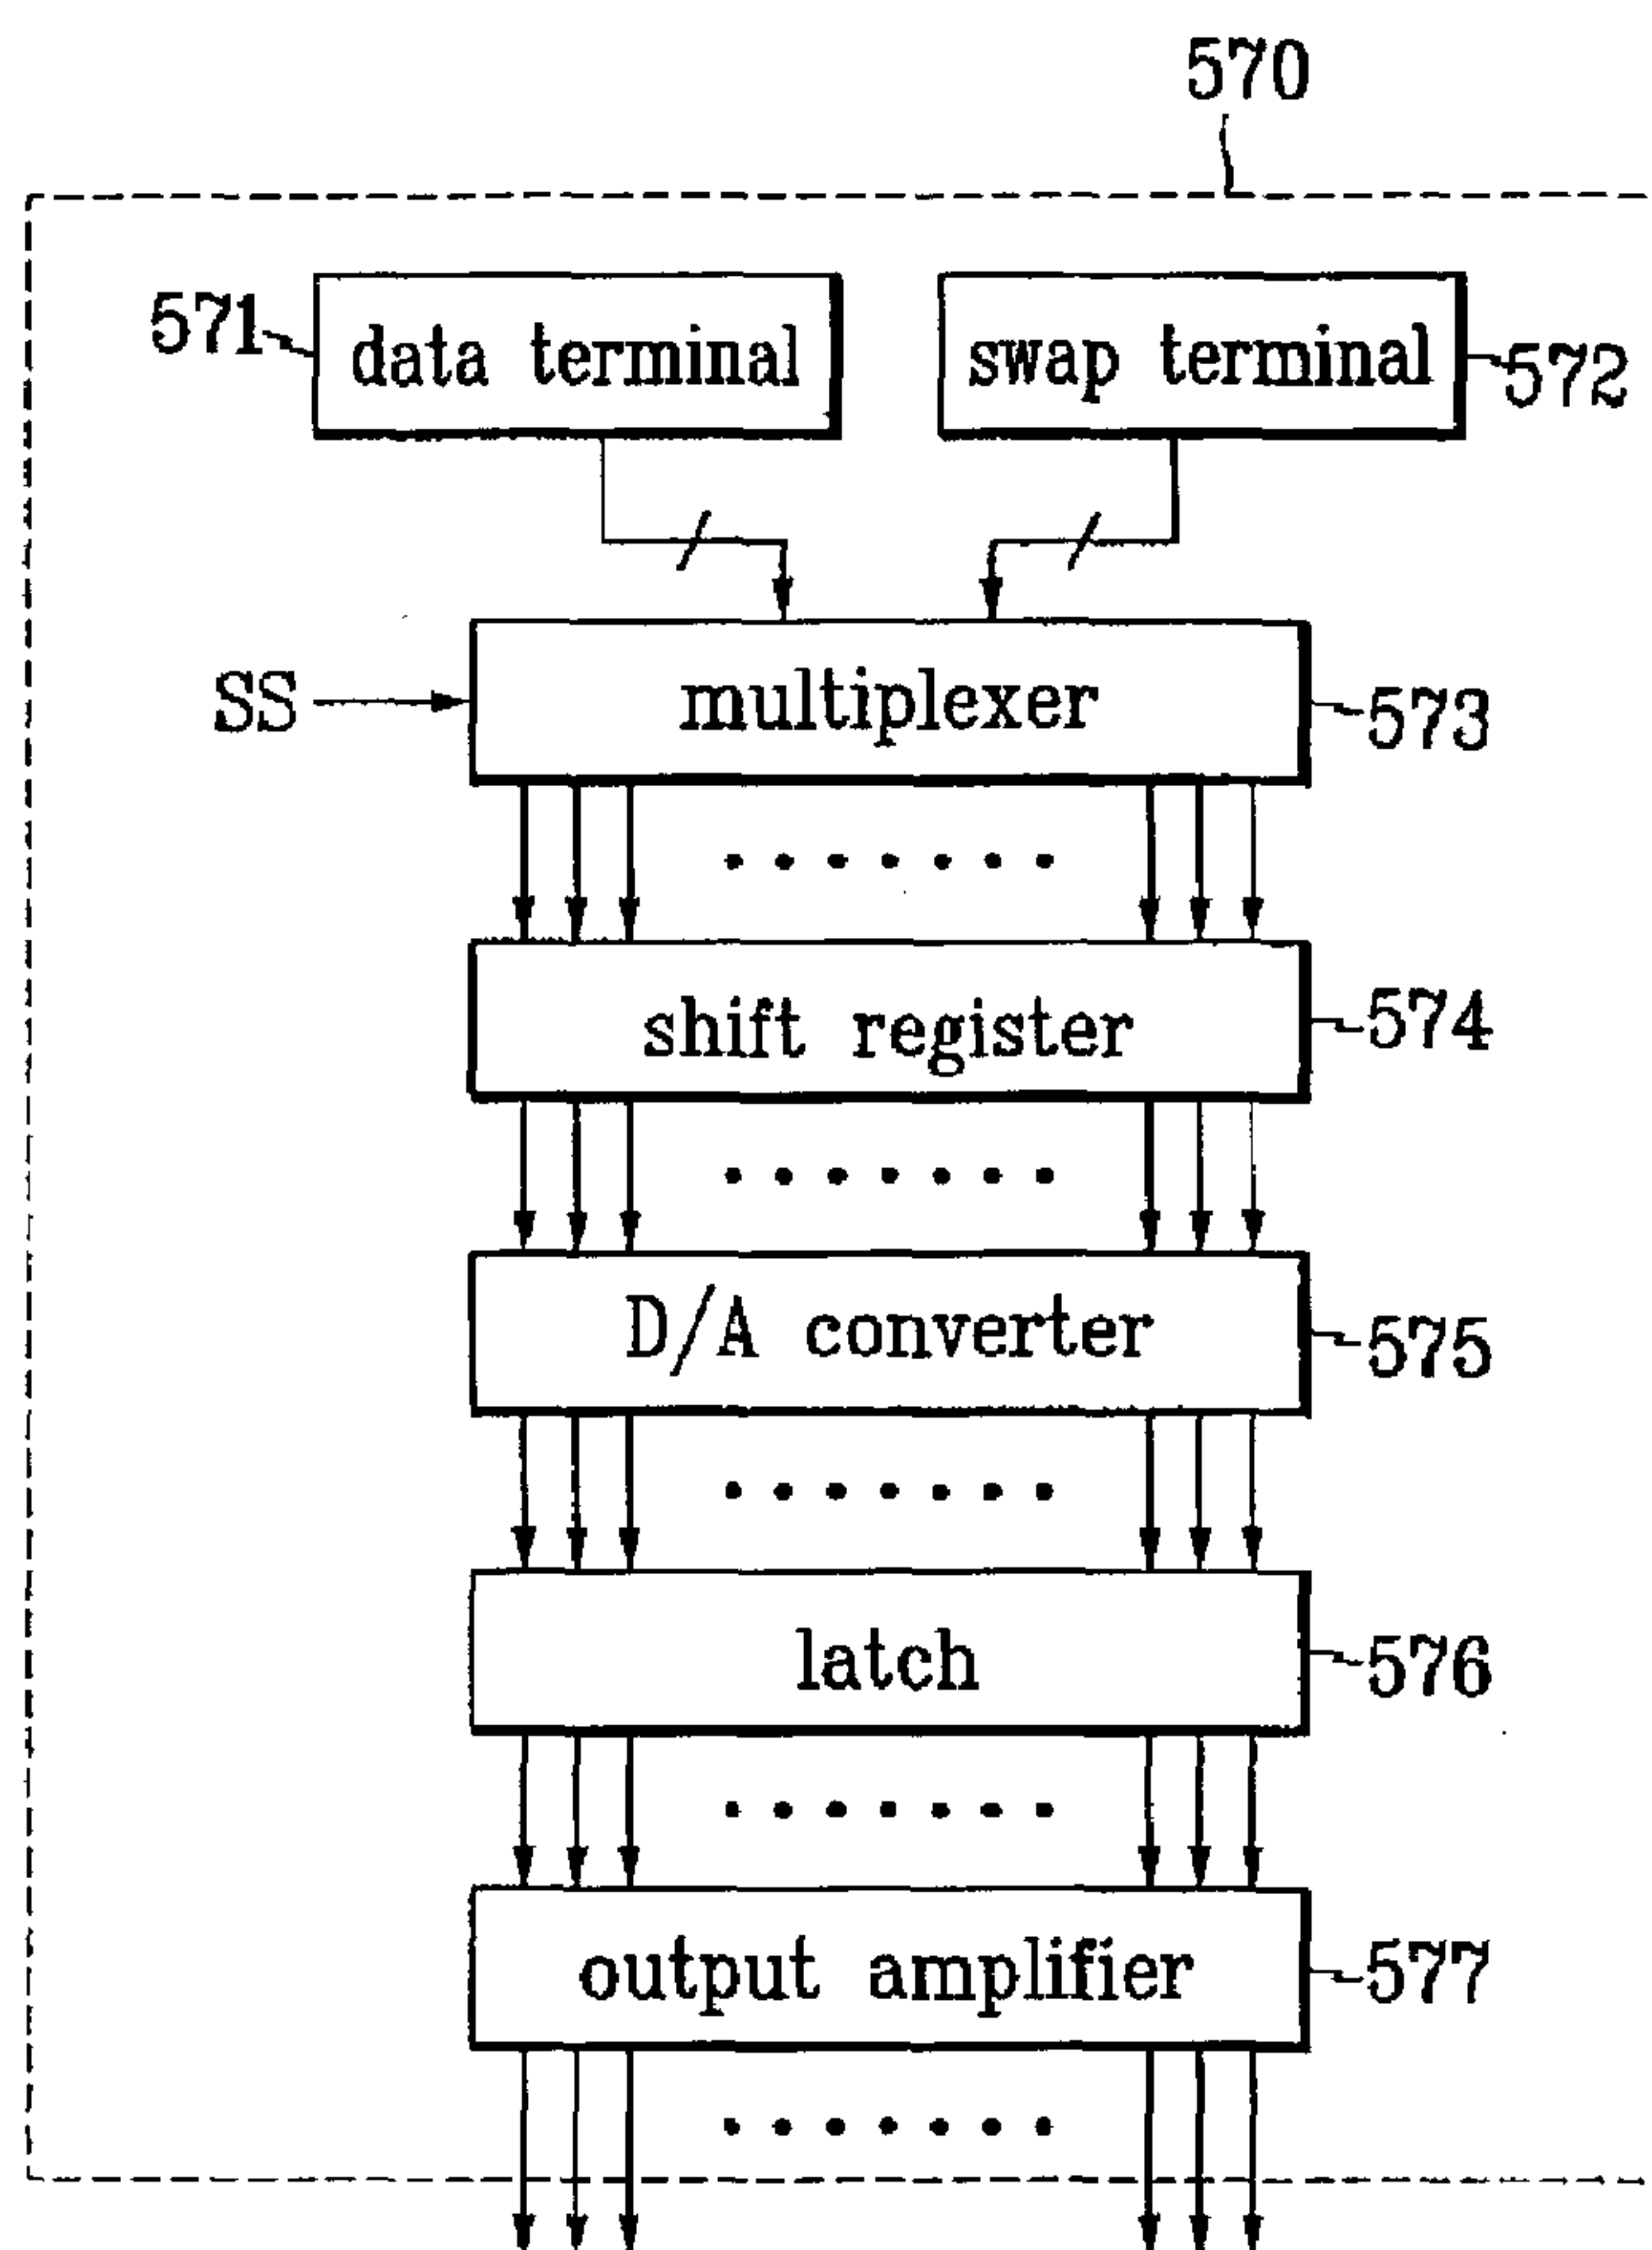 570
571
data terminal
swap terminal
572
SS
multiplexer
573
shift register
574
D/A converter
575
latch
576
output amplifier
577